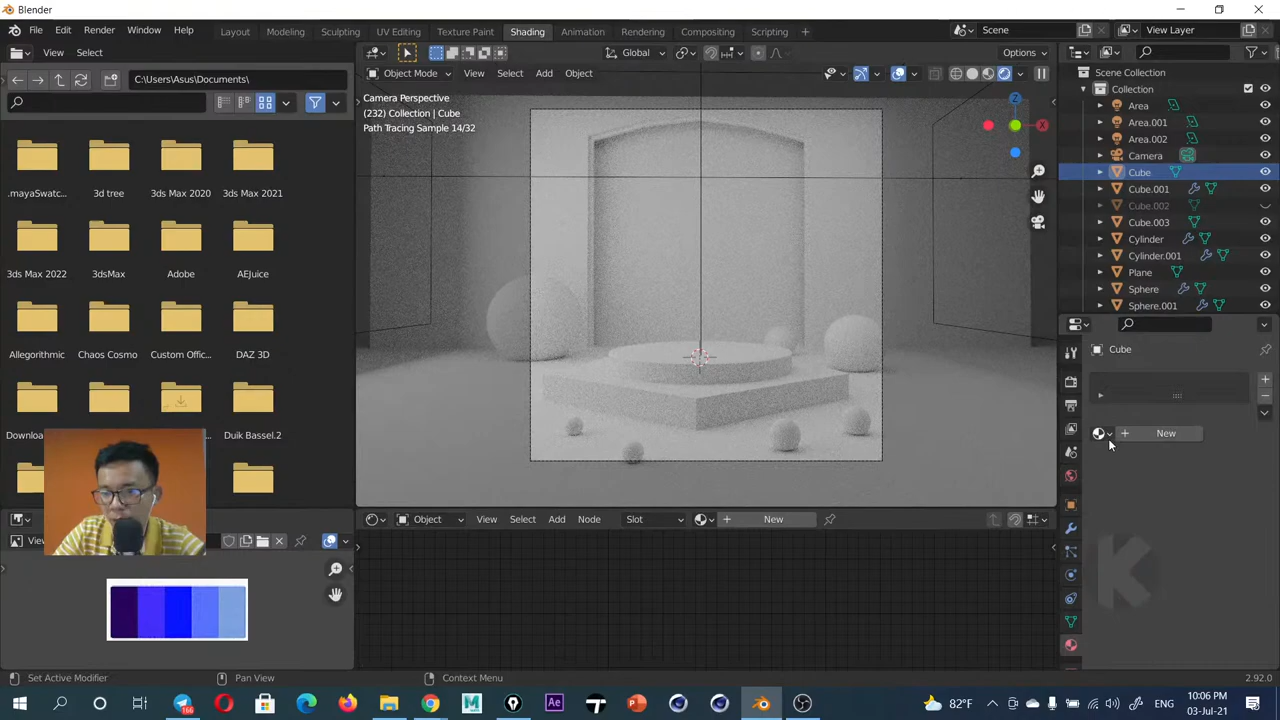 Blender
File Edit Render Window Help
Layout Modeling Sculpting UV Editing Texture Paint Shading Animation Rendering Compositing Scripting +
Scene
View Layer
View Select
Global
Options
C:\Users\Asus\Documents\
Object Mode View Select Add Object
Camera Perspective
(232) Collection | Cube
Path Tracing Sample 14/32
Z
X
Scene Collection
Collection
Area
Area.001
Area.002
Camera
Cube
Cube.001
Cube.002
Cube.003
Cylinder
Cylinder.001
Plane
Sphere
Sphere.001
.mayaSwatc... 3d tree 3ds Max 2020 3ds Max 2021
3ds Max 2022 3dsMax Adobe AEJuice
Allegorithmic Chaos Cosmo Custom Offic... DAZ 3D
Download Duik Bassel.2
Cube
+ New
K
Object View Select Add Node Slot + New
Set Active Modifier Pan View Context Menu
2.92.0
166
Ae
82°F
10:06 PM
03-Jul-21